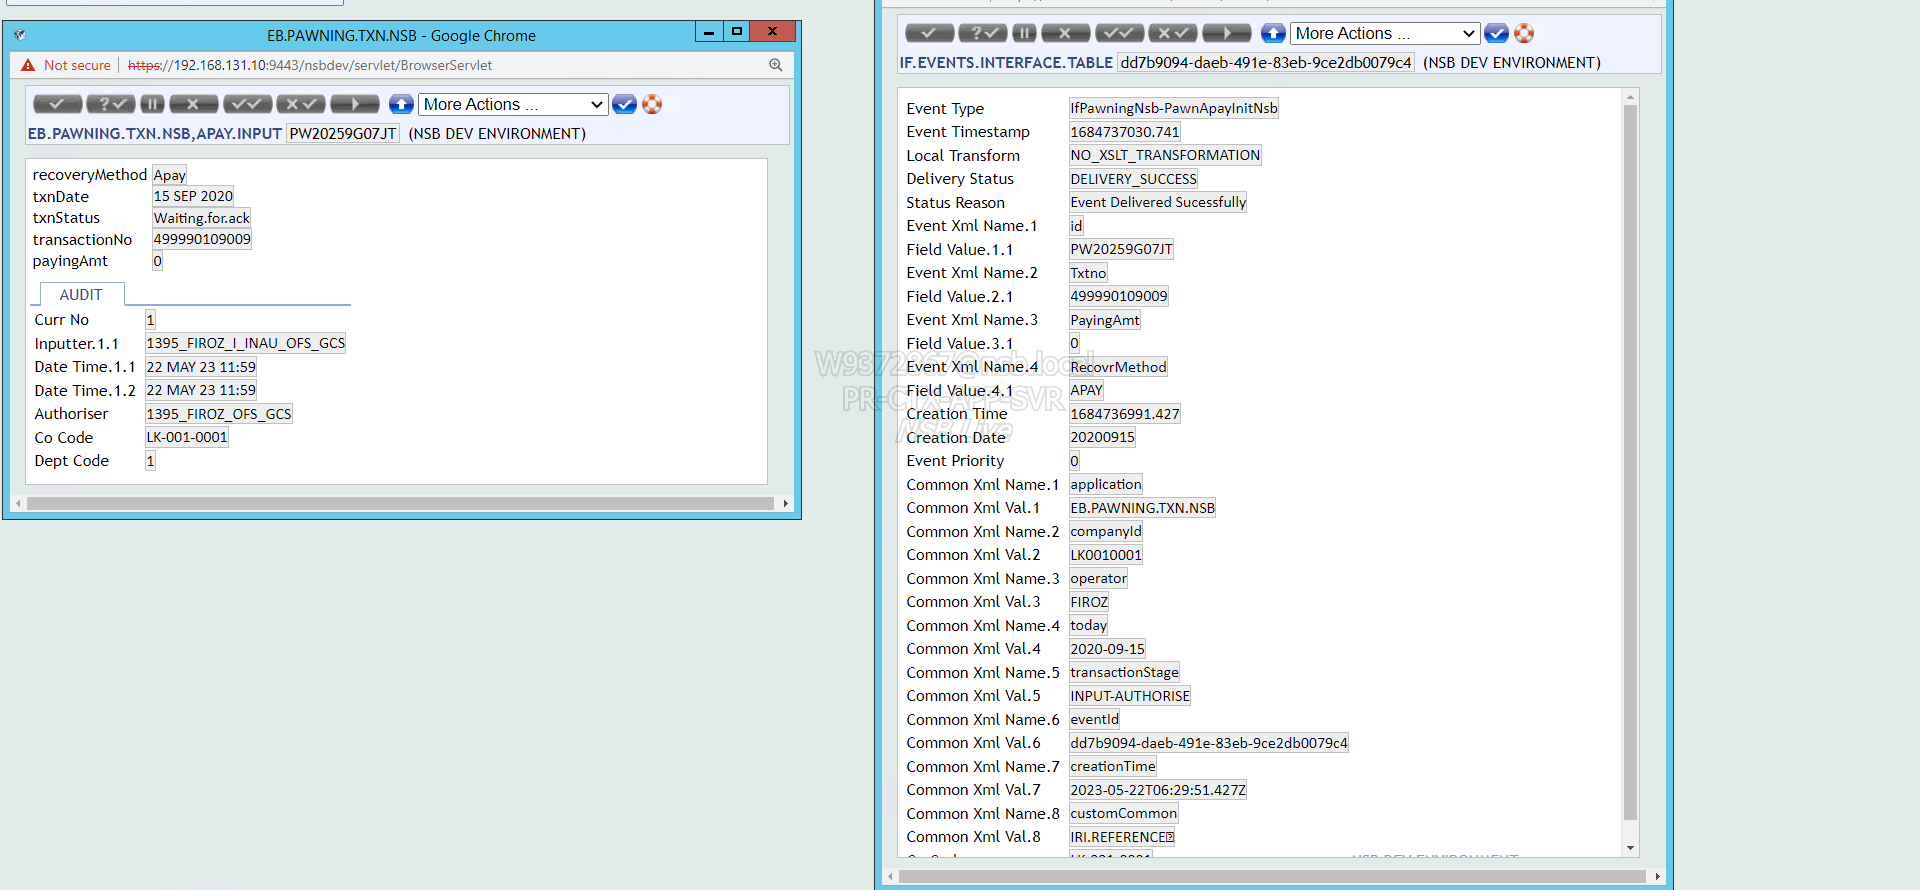 EB.PAWNING.TXN.NSB - Google Chrome
Not secure | https://192.168.131.10:9443/nsbdev/servlet/BrowserServlet
More Actions ...
EB.PAWNING.TXN.NSB,APAY.INPUT PW20259G07JT (NSB DEV ENVIRONMENT)
recoveryMethod Apay
txnDate 15 SEP 2020
txnStatus Waiting.for.ack
transactionNo 499990109009
payingAmt 0
AUDIT
Curr No 1
Inputter.1.1 1395_FIROZ_I_INAU_OFS_GCS
Date Time.1.1 22 MAY 23 11:59
Date Time.1.2 22 MAY 23 11:59
Authoriser 1395_FIROZ_OFS_GCS
Co Code LK-001-0001
Dept Code 1
More Actions ...
IF.EVENTS.INTERFACE.TABLE dd7b9094-daeb-491e-83eb-9ce2db0079c4 (NSB DEV ENVIRONMENT)
Event Type IfPawningNsb-PawnApayInitNsb
Event Timestamp 1684737030.741
Local Transform NO_XSLT_TRANSFORMATION
Delivery Status DELIVERY_SUCCESS
Status Reason Event Delivered Sucessfully
Event Xml Name.1 id
Field Value.1.1 PW20259G07JT
Event Xml Name.2 Txtno
Field Value.2.1 499990109009
Event Xml Name.3 PayingAmt
Field Value.3.1 0
Event Xml Name.4 RecovrMethod
Field Value.4.1 APAY
Creation Time 1684736991.427
Creation Date 20200915
Event Priority 0
Common Xml Name.1 application
Common Xml Val.1 EB.PAWNING.TXN.NSB
Common Xml Name.2 companyId
Common Xml Val.2 LK0010001
Common Xml Name.3 operator
Common Xml Val.3 FIROZ
Common Xml Name.4 today
Common Xml Val.4 2020-09-15
Common Xml Name.5 transactionStage
Common Xml Val.5 INPUT-AUTHORISE
Common Xml Name.6 eventId
Common Xml Val.6 dd7b9094-daeb-491e-83eb-9ce2db0079c4
Common Xml Name.7 creationTime
Common Xml Val.7 2023-05-22T06:29:51.427Z
Common Xml Name.8 customCommon
Common Xml Val.8 IRI.REFERENCE
W9372867@nsb.local
PR-CTX-APP-SVR
NSB Live